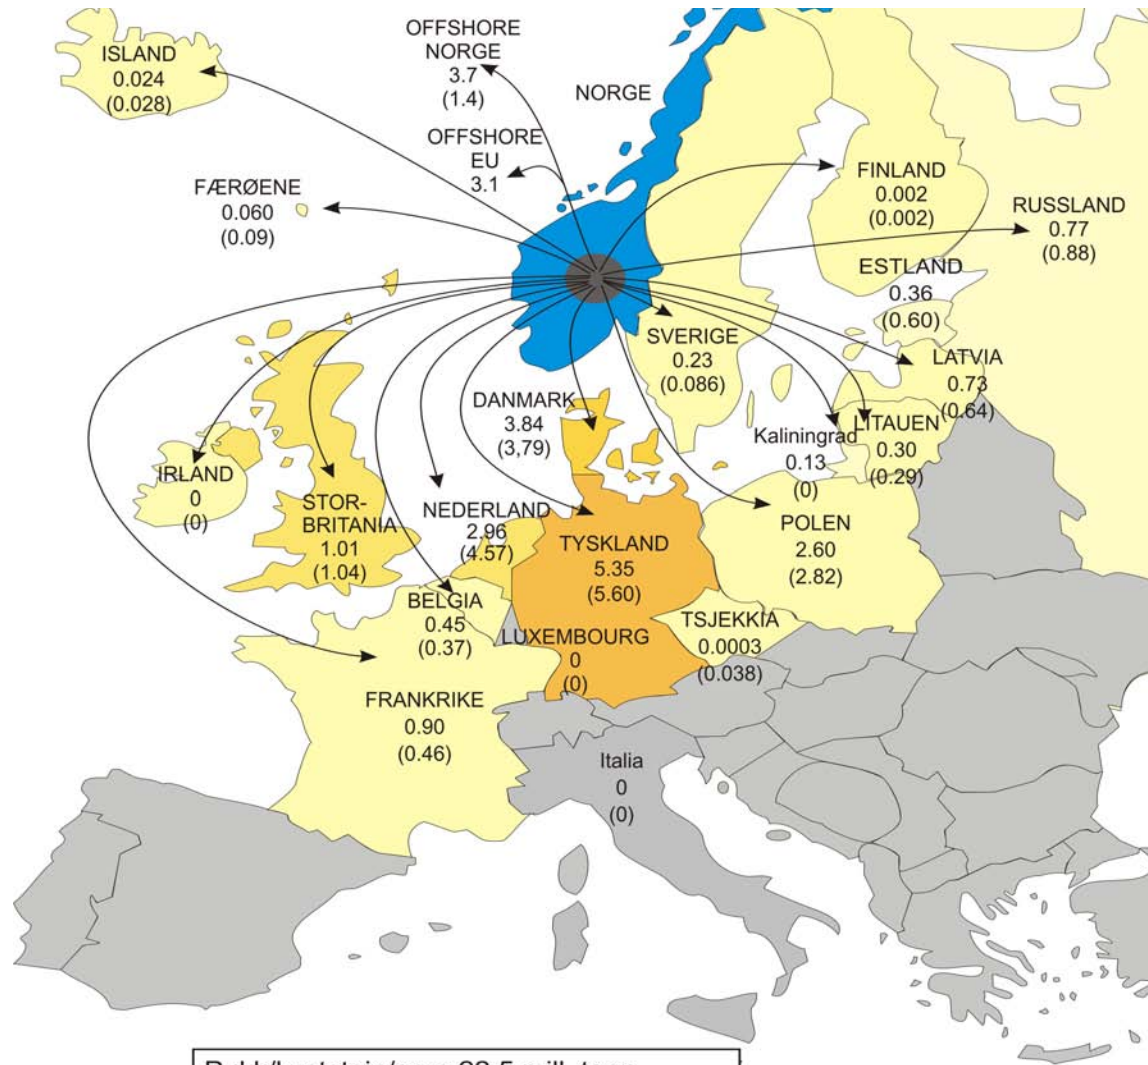 ISLAND
0.024
(0.028)
OFFSHORE
NORGE
3.7
(1.4)
NORGE
OFFSHORE
EU
3.1
FÆRØENE
0.060
(0.09)
FINLAND
0.002
(0.002)
RUSSLAND
0.77
(0.88)
ESTLAND
0.36
(0.60)
SVERIGE
0.23
(0.086)
LATVIA
0.73
(0.64)
DANMARK
3.84
(3,79)
Kaliningrad
0.13
(0)
LITAUEN
0.30
(0.29)
IRLAND
0
(0)
STOR-
BRITANIA
1.01
(1.04)
NEDERLAND
2.96
(4.57)
TYSKLAND
5.35
(5.60)
POLEN
2.60
(2.82)
BELGIA
0.45
(0.37)
LUXEMBOURG
0
(0)
TSJEKKIA
0.0003
(0.038)
FRANKRIKE
0.90
(0.46)
Italia
0
(0)